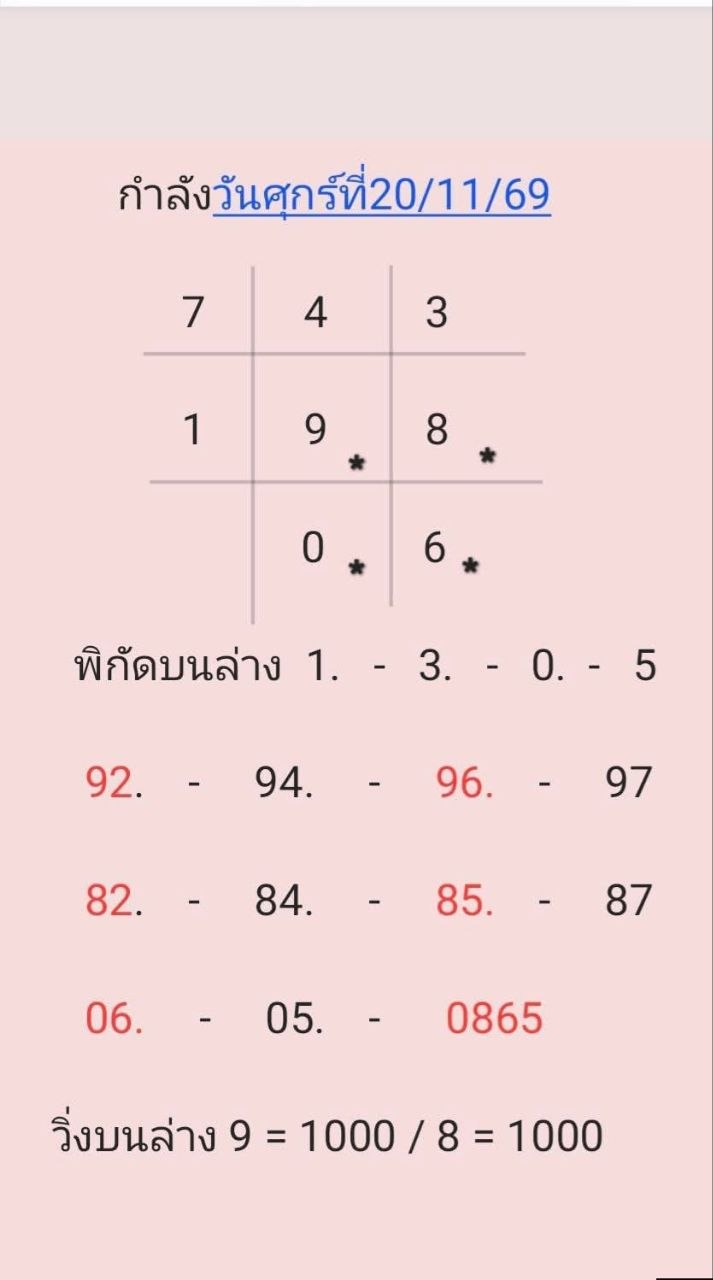 กำลังวันศุกร์ที่20/11/69
7 4 3
1 9 * 8 *
0 * 6 *
พิกัดบนล่าง 1. - 3. - 0. - 5
92. - 94. - 96. - 97
82. - 84. - 85. - 87
06. - 05. - 0865
วิ่งบนล่าง 9 = 1000 / 8 = 1000